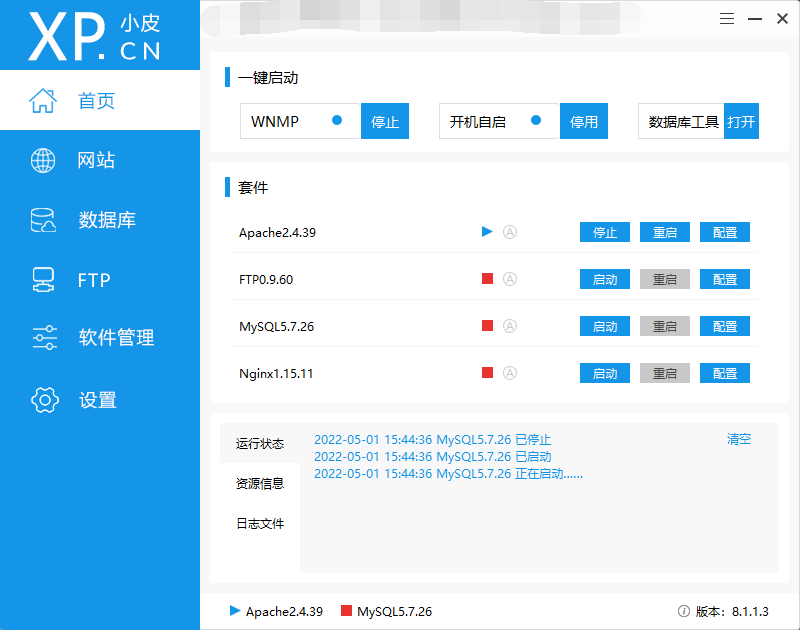 XP.CN 小皮
首页
网站
数据库
FTP
软件管理
设置
一键启动
WNMP 停止 开机自启 停用 数据库工具 打开
套件
Apache2.4.39 Ⓐ 停止 重启 配置
FTP0.9.60 Ⓐ 启动 重启 配置
MySQL5.7.26 Ⓐ 启动 重启 配置
Nginx1.15.11 Ⓐ 启动 重启 配置
运行状态
资源信息
日志文件
2022-05-01 15:44:36 MySQL5.7.26 已停止 清空
2022-05-01 15:44:36 MySQL5.7.26 已启动
2022-05-01 15:44:36 MySQL5.7.26 正在启动......
Apache2.4.39 MySQL5.7.26 版本：8.1.1.3